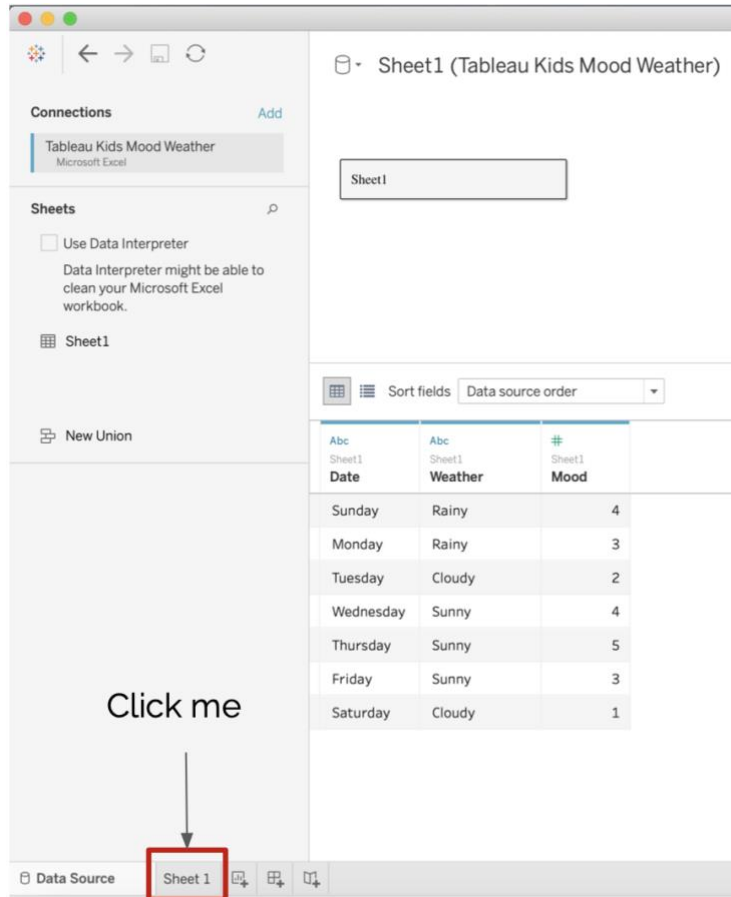 Sheet1 (Tableau Kids Mood Weather)
Connections
Add
Tableau Kids Mood Weather
Microsoft Excel
Sheet1
Sheets
Use Data Interpreter
Data Interpreter might be able to
clean your Microsoft Excel
workbook.
Sheet1
New Union
Sort fields Data source order
Abc Abc #
Sheet1 Sheet1 Sheet1
Date Weather Mood
Sunday Rainy 4
Monday Rainy 3
Tuesday Cloudy 2
Wednesday Sunny 4
Thursday Sunny 5
Friday Sunny 3
Saturday Cloudy 1
Click me
Data Source Sheet 1